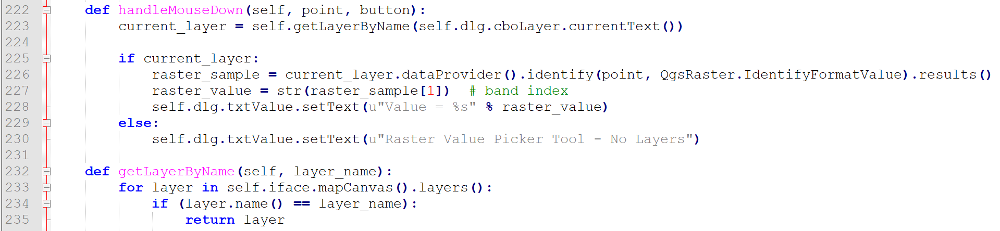 222 def handleMouseDown(self, point, button):
223 current_layer = self.getLayerByName(self.dlg.cboLayer.currentText())
224
225 if current_layer:
226 raster_sample = current_layer.dataProvider().identify(point, QgsRaster.IdentifyFormatValue).results()
227 raster_value = str(raster_sample[1])  # band index
228 self.dlg.txtValue.setText(u"Value = %s" % raster_value)
229 else:
230 self.dlg.txtValue.setText(u"Raster Value Picker Tool - No Layers")
231
232 def getLayerByName(self, layer_name):
233 for layer in self.iface.mapCanvas().layers():
234 if (layer.name() == layer_name):
235 return layer